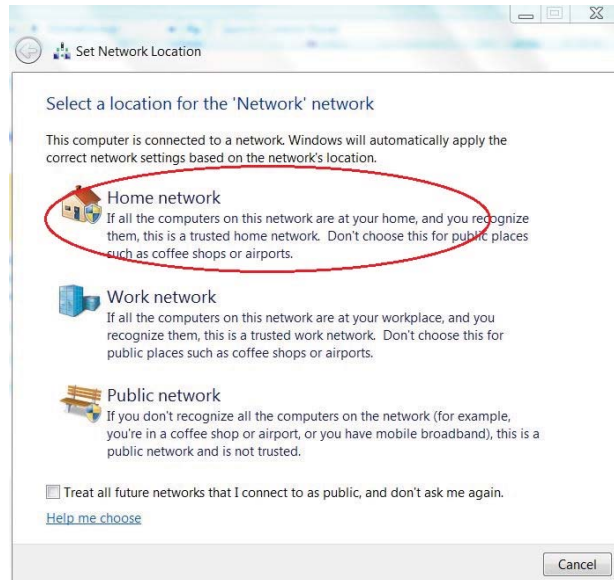 Set Network Location
Select a location for the 'Network' network
This computer is connected to a network. Windows will automatically apply the
correct network settings based on the network's location.
Home network
If all the computers on this network are at your home, and you recognize
them, this is a trusted home network.  Don't choose this for public places
such as coffee shops or airports.
Work network
If all the computers on this network are at your workplace, and you
recognize them, this is a trusted work network.  Don't choose this for
public places such as coffee shops or airports.
Public network
If you don't recognize all the computers on the network (for example,
you're in a coffee shop or airport, or you have mobile broadband), this is a
public network and is not trusted.
Treat all future networks that I connect to as public, and don't ask me again.
Help me choose
Cancel